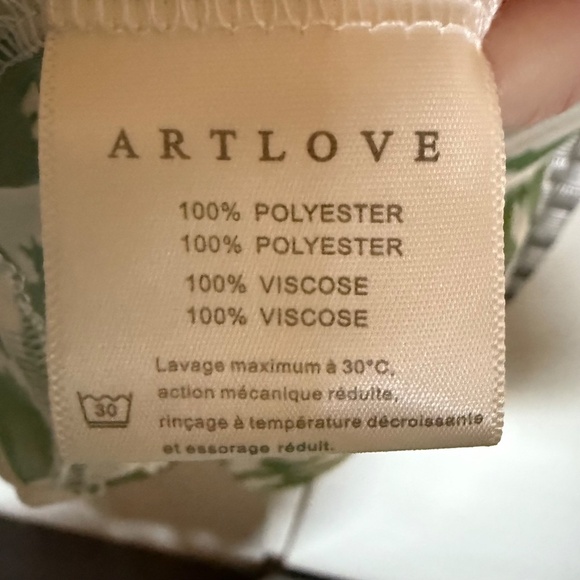 ARTLOVE
100% POLYESTER
100% POLYESTER
100% VISCOSE
100% VISCOSE
Lavage maximum à 30°C,
action mécanique réduite,
30
rinçage à température décroissante
et essorage réduit.